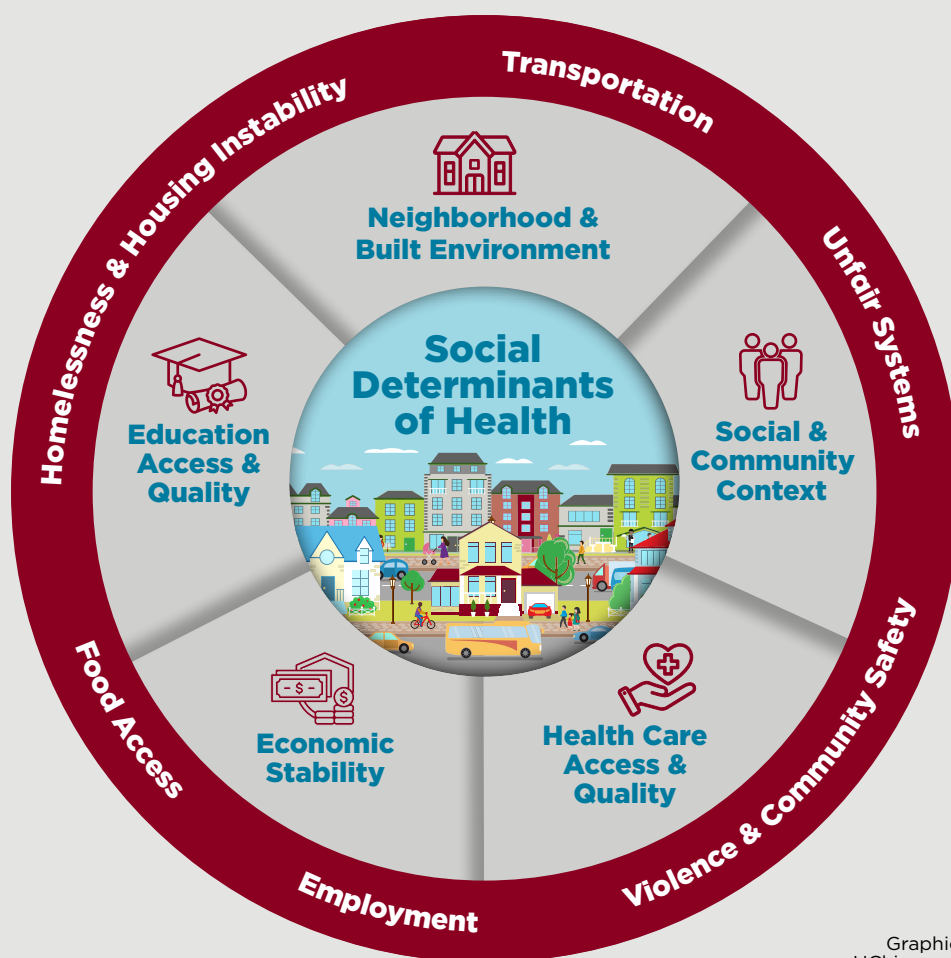 Transportation
Unfair Systems
Violence & Community Safety
Employment
Food Access
Homelessness & Housing Instability
Neighborhood &
Built Environment
Social &
Community
Context
Health Care
Access &
Quality
Economic
Stability
- $ -
$
Education
Access &
Quality
Social
Determinants
of Health